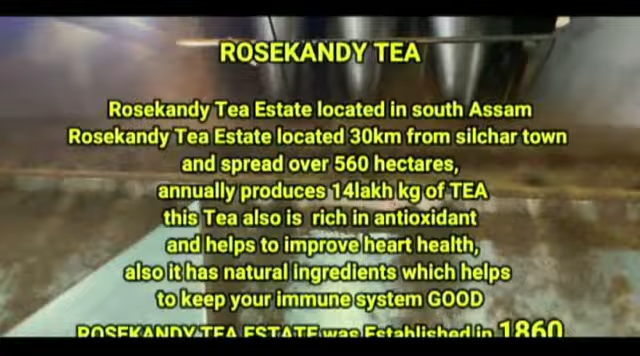 ROSEKANDY TEA
Rosekandy Tea Estate located in south Assam
Rosekandy Tea Estate located 30km from silchar town
and spread over 560 hectares,
annually produces 14lakh kg of TEA
this Tea also is rich in antioxidant
and helps to improve heart health,
also it has natural ingredients which helps
to keep your immune system GOOD
ROSEKANDY TEA ESTATE was Established in 1860